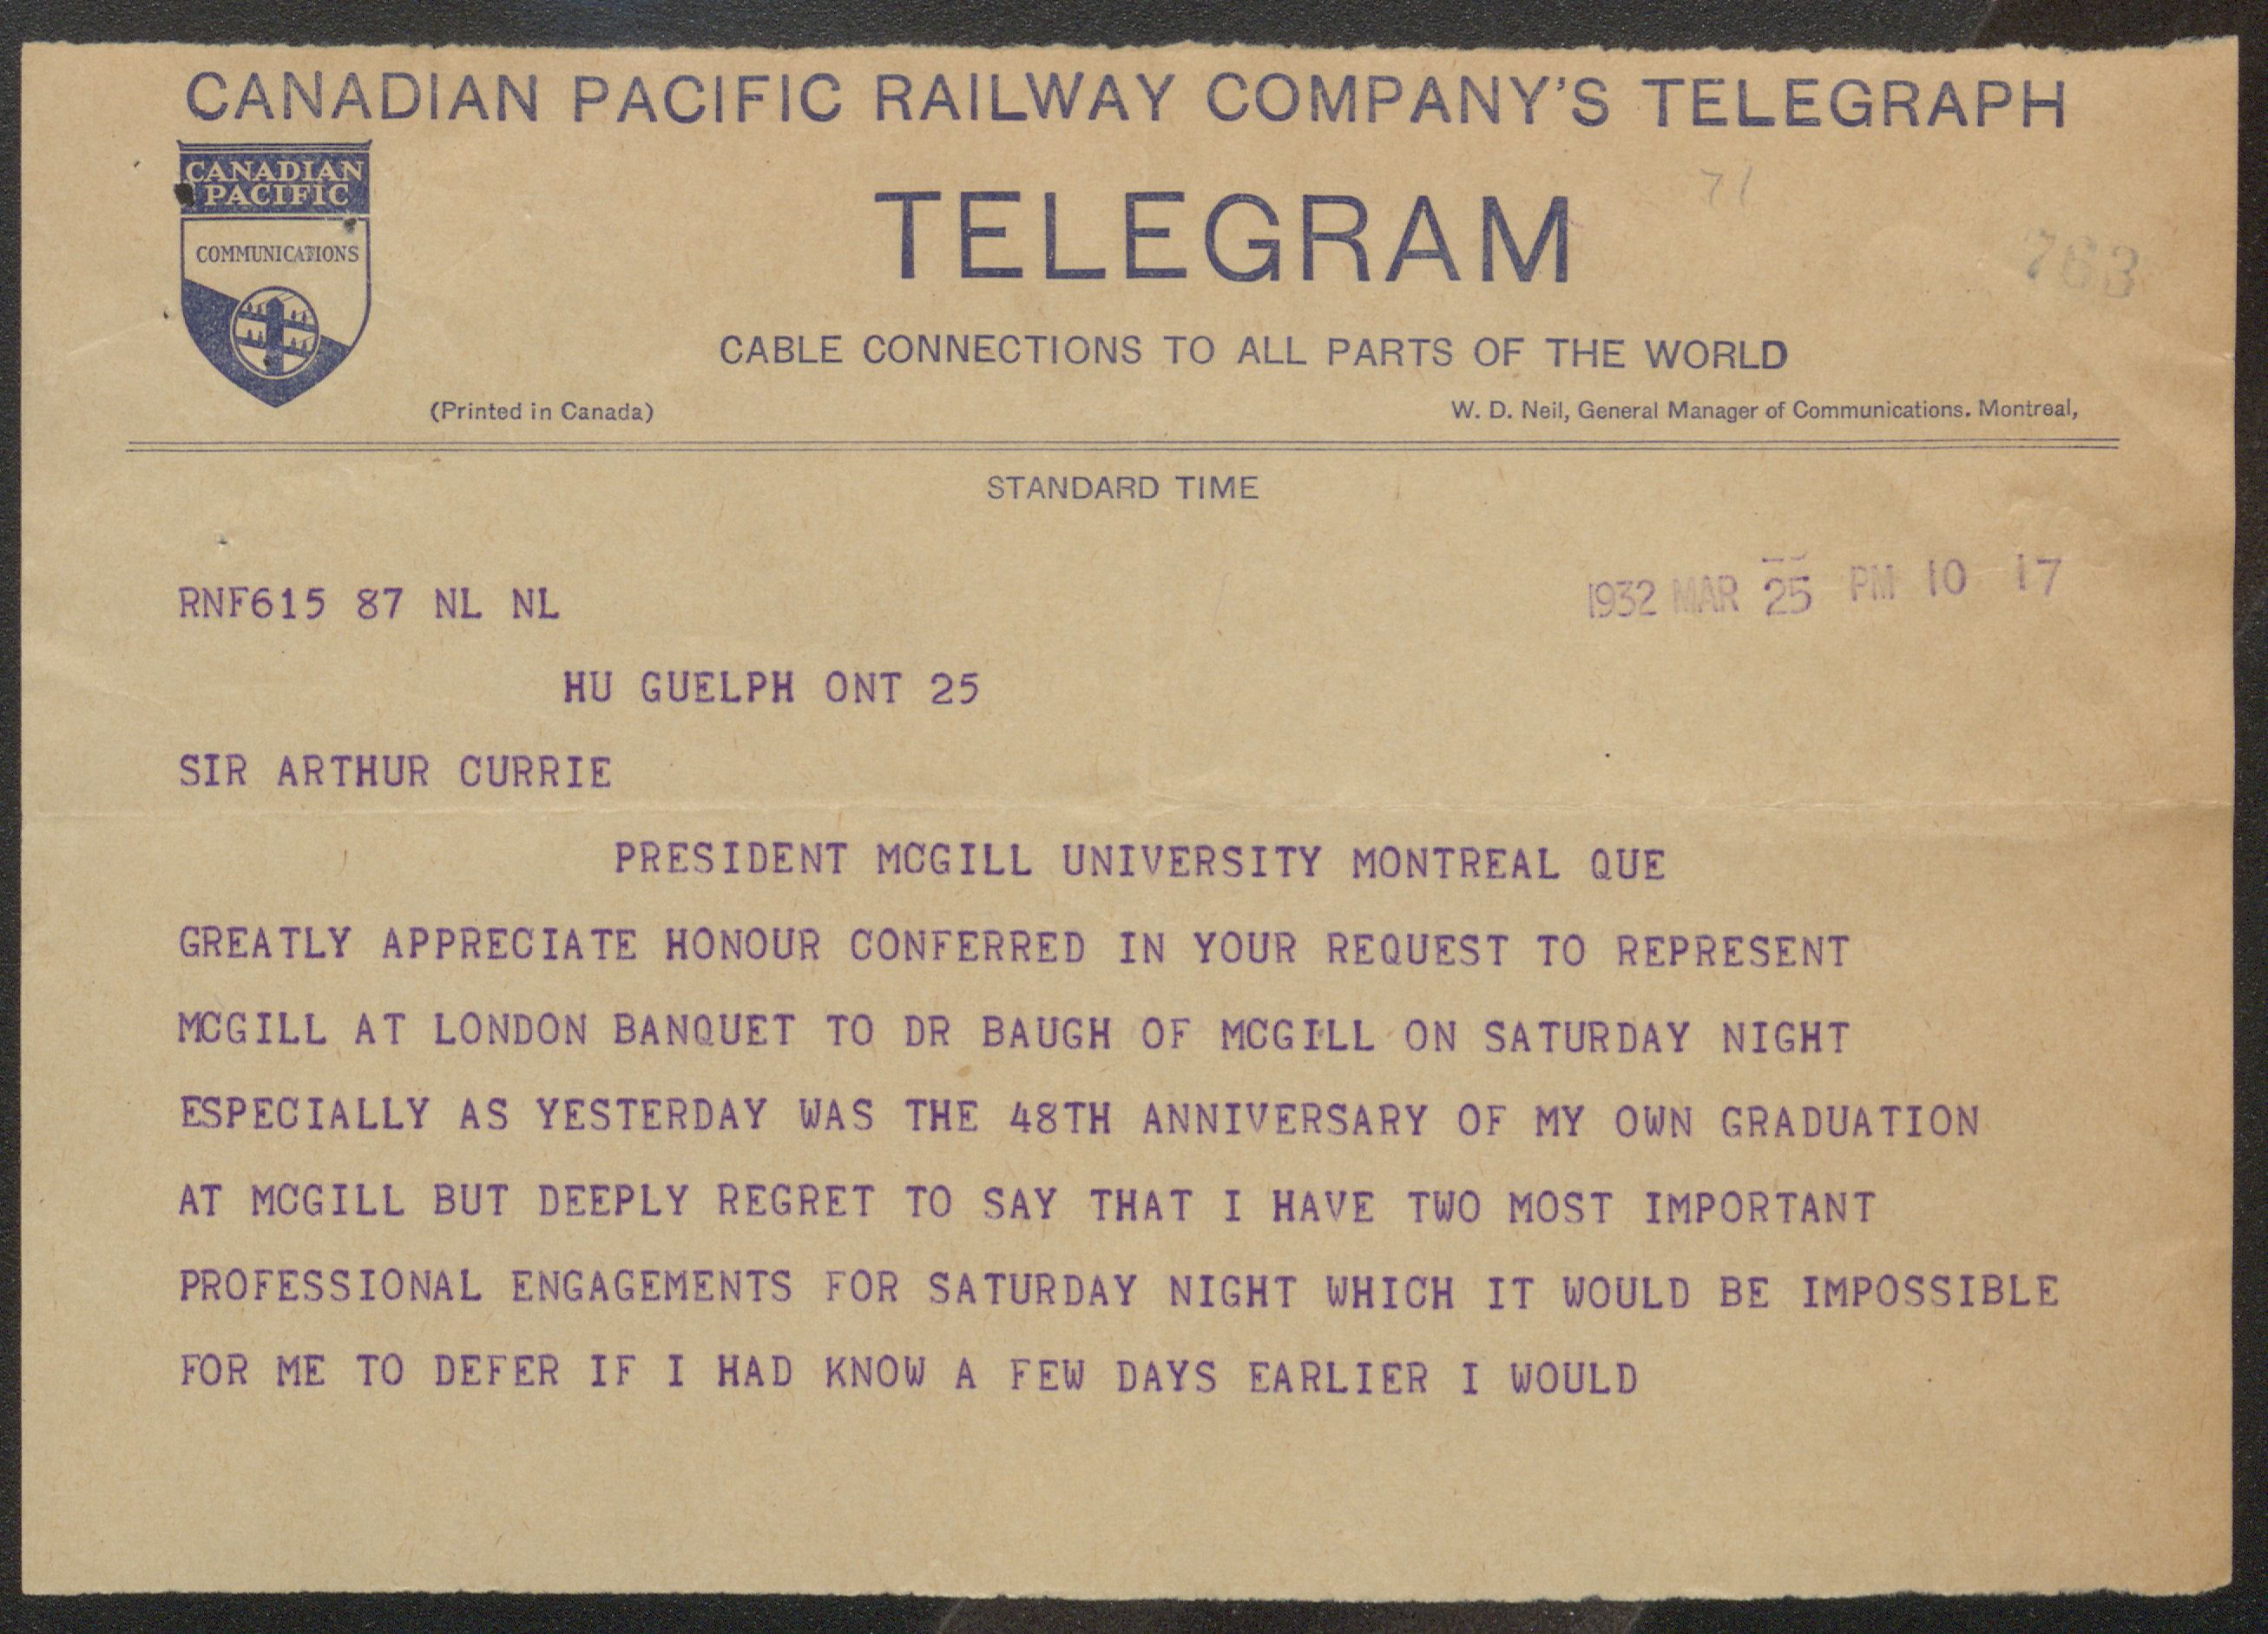 CANADIAN PACIFIC RAILWAY COMPANY'S TELEGRAPH
CANADIAN
PACIFIC
COMMUNICATIONS
TELEGRAM
71
763
CABLE CONNECTIONS TO ALL PARTS OF THE WORLD
(Printed in Canada)
W. D. Neil, General Manager of Communications. Montreal,
STANDARD TIME
1932 MAR 25 PM 10 17
RNF615 87 NL NL
HU GUELPH ONT 25
SIR ARTHUR CURRIE
PRESIDENT MCGILL UNIVERSITY MONTREAL QUE
GREATLY APPRECIATE HONOUR CONFERRED IN YOUR REQUEST TO REPRESENT
MCGILL AT LONDON BANQUET TO DR BAUGH OF MCGILL ON SATURDAY NIGHT
ESPECIALLY AS YESTERDAY WAS THE 48TH ANNIVERSARY OF MY OWN GRADUATION
AT MCGILL BUT DEEPLY REGRET TO SAY THAT I HAVE TWO MOST IMPORTANT
PROFESSIONAL ENGAGEMENTS FOR SATURDAY NIGHT WHICH IT WOULD BE IMPOSSIBLE
FOR ME TO DEFER IF I HAD KNOW A FEW DAYS EARLIER I WOULD